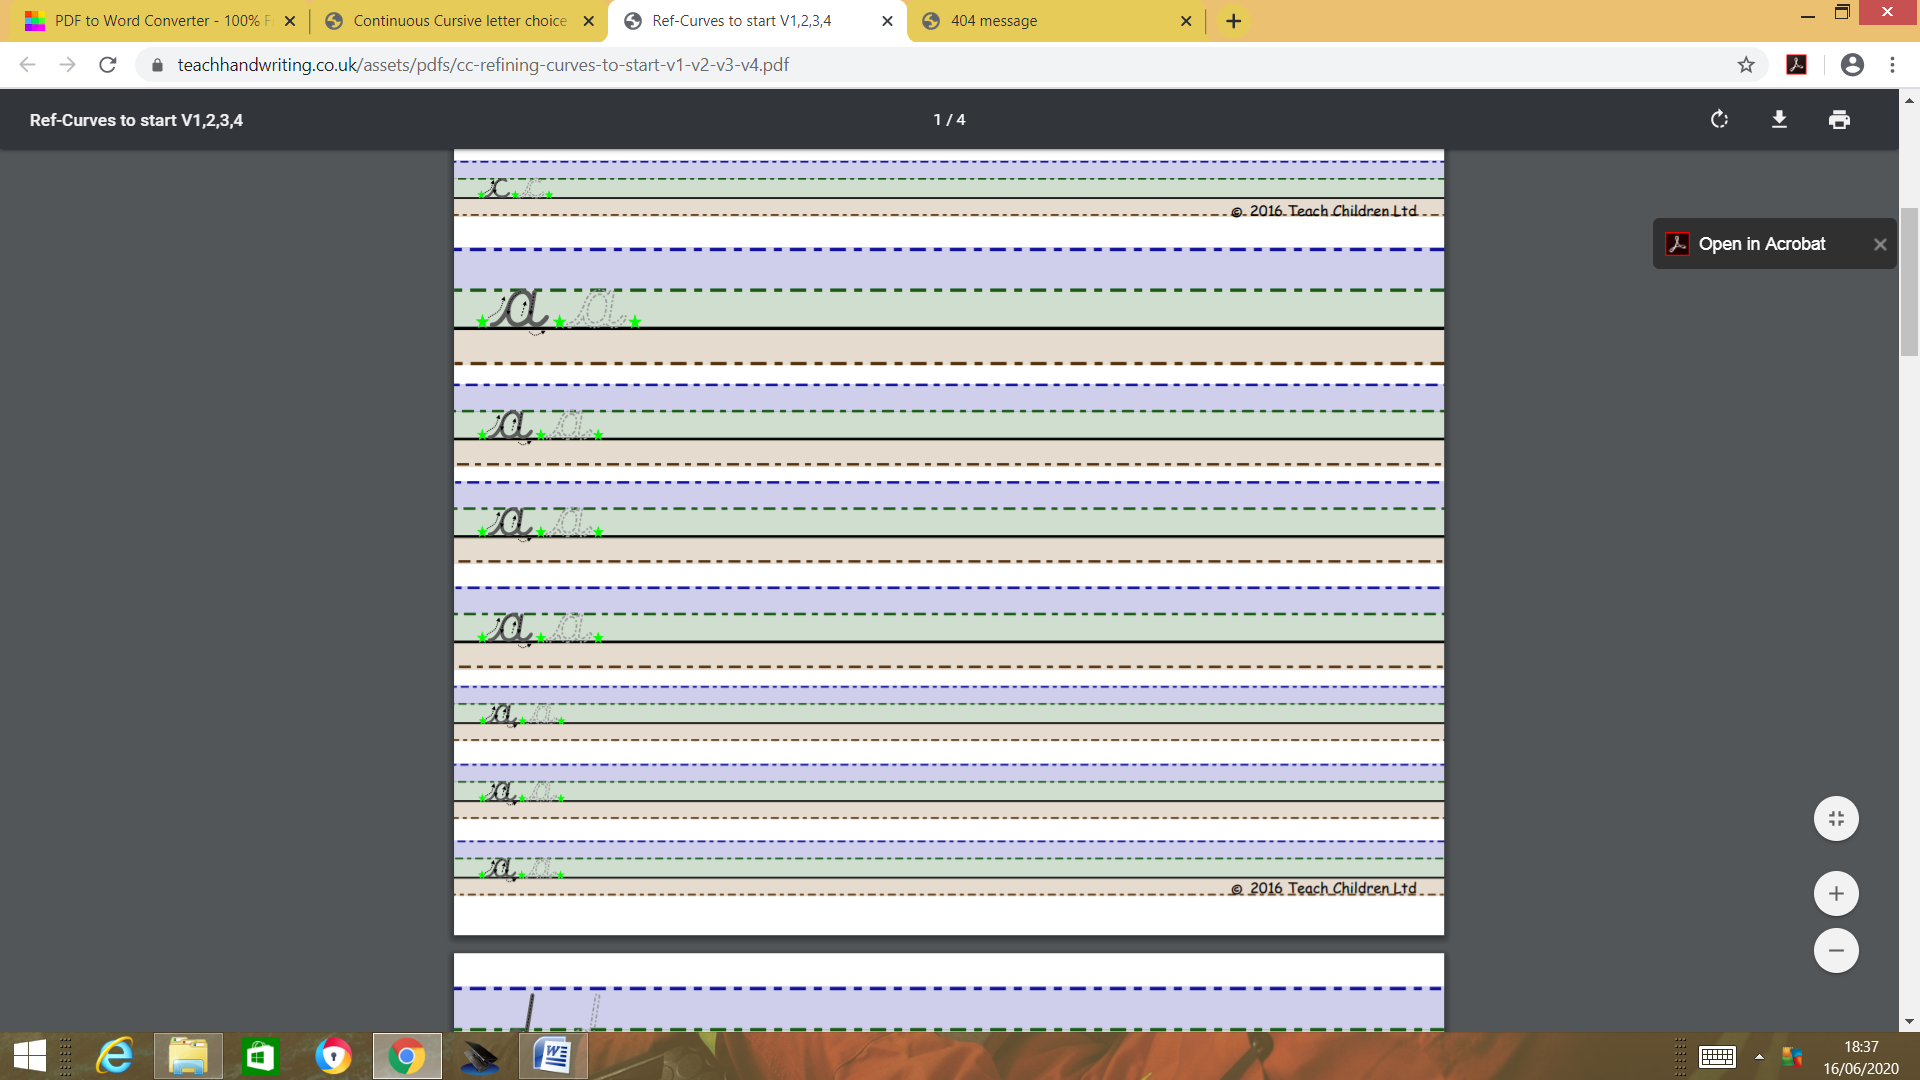 PDF to Word Converter - 100% F
Continuous Cursive letter choice
Ref-Curves to start V1,2,3,4
404 message
teachhandwriting.co.uk/assets/pdfs/cc-refining-curves-to-start-v1-v2-v3-v4.pdf
Ref-Curves to start V1,2,3,4
1 / 4
Open in Acrobat
c c
© 2016 Teach Children Ltd
a a
a a
a a
a a
a a
a a
a a
© 2016 Teach Children Ltd
d d
18:37
16/06/2020